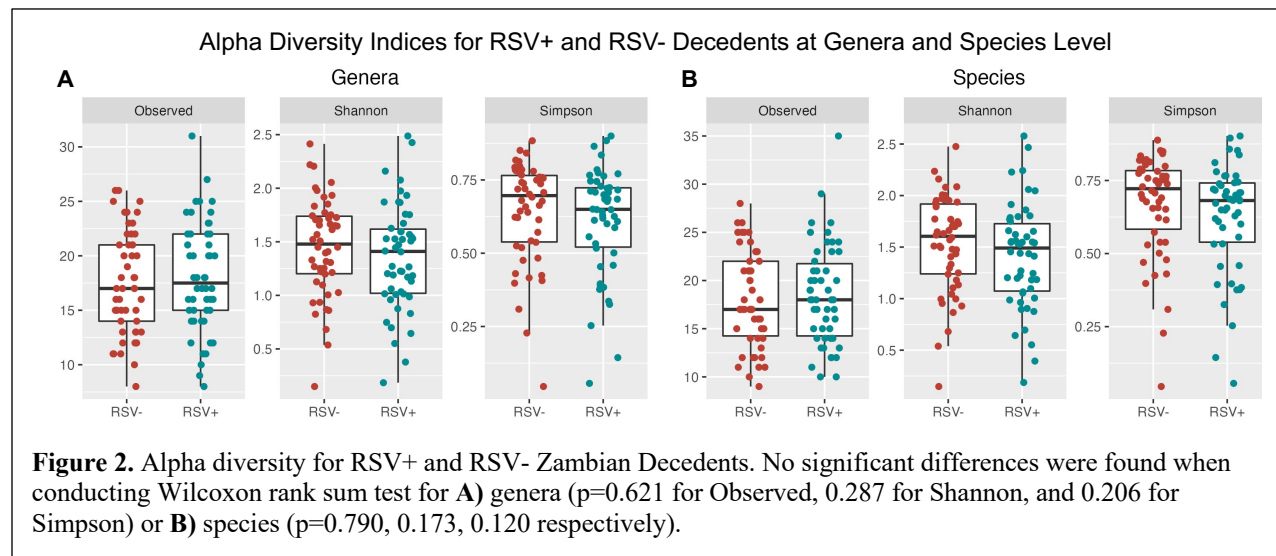 Alpha Diversity Indices for RSV+ and RSV- Decedents at Genera and Species Level
A
Genera
B
Species
Observed
Shannon
Simpson
Observed
Shannon
Simpson
30
25
20
15
10
2.5
2.0
1.5
1.0
0.5
0.75
0.50
0.25
35
30
25
20
15
10
2.5
2.0
1.5
1.0
0.5
0.75
0.50
0.25
RSV- RSV+
RSV- RSV+
RSV- RSV+
RSV- RSV+
RSV- RSV+
RSV- RSV+
Figure 2. Alpha diversity for RSV+ and RSV- Zambian Decedents. No significant differences were found when
conducting Wilcoxon rank sum test for A) genera (p=0.621 for Observed, 0.287 for Shannon, and 0.206 for
Simpson) or B) species (p=0.790, 0.173, 0.120 respectively).